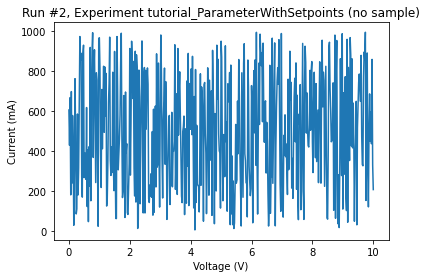 Run #2, Experiment tutorial_ParameterWithSetpoints (no sample)
1000
800
600
400
200
0
Current (mA)
0 2 4 6 8 10
Voltage (V)